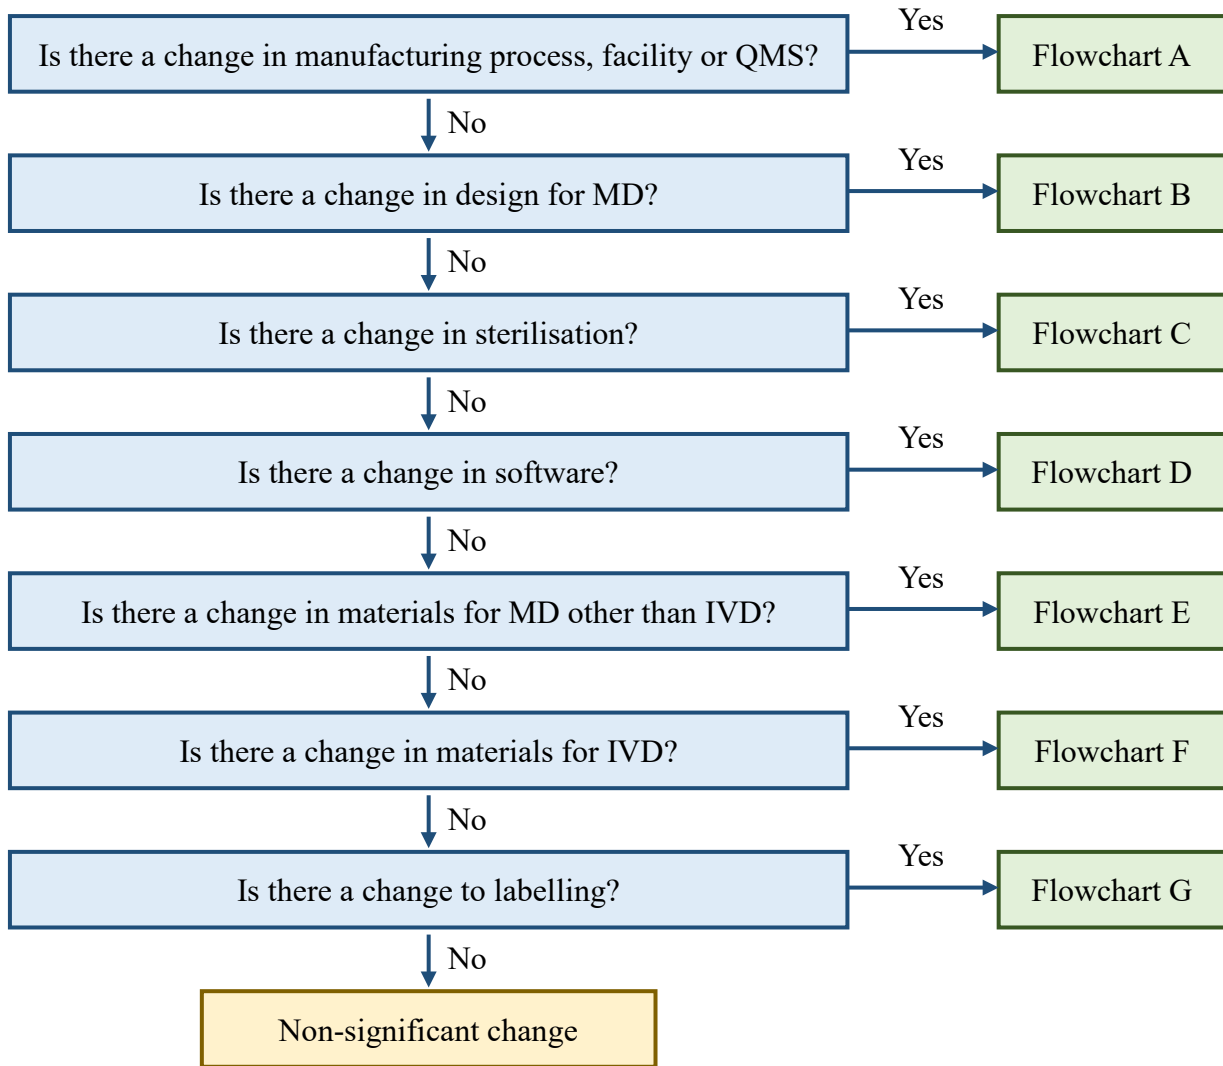 Is there a change in manufacturing process, facility or QMS?
Yes
Flowchart A
No
Is there a change in design for MD?
Yes
Flowchart B
No
Is there a change in sterilisation?
Yes
Flowchart C
No
Is there a change in software?
Yes
Flowchart D
No
Is there a change in materials for MD other than IVD?
Yes
Flowchart E
No
Is there a change in materials for IVD?
Yes
Flowchart F
No
Is there a change to labelling?
Yes
Flowchart G
No
Non-significant change